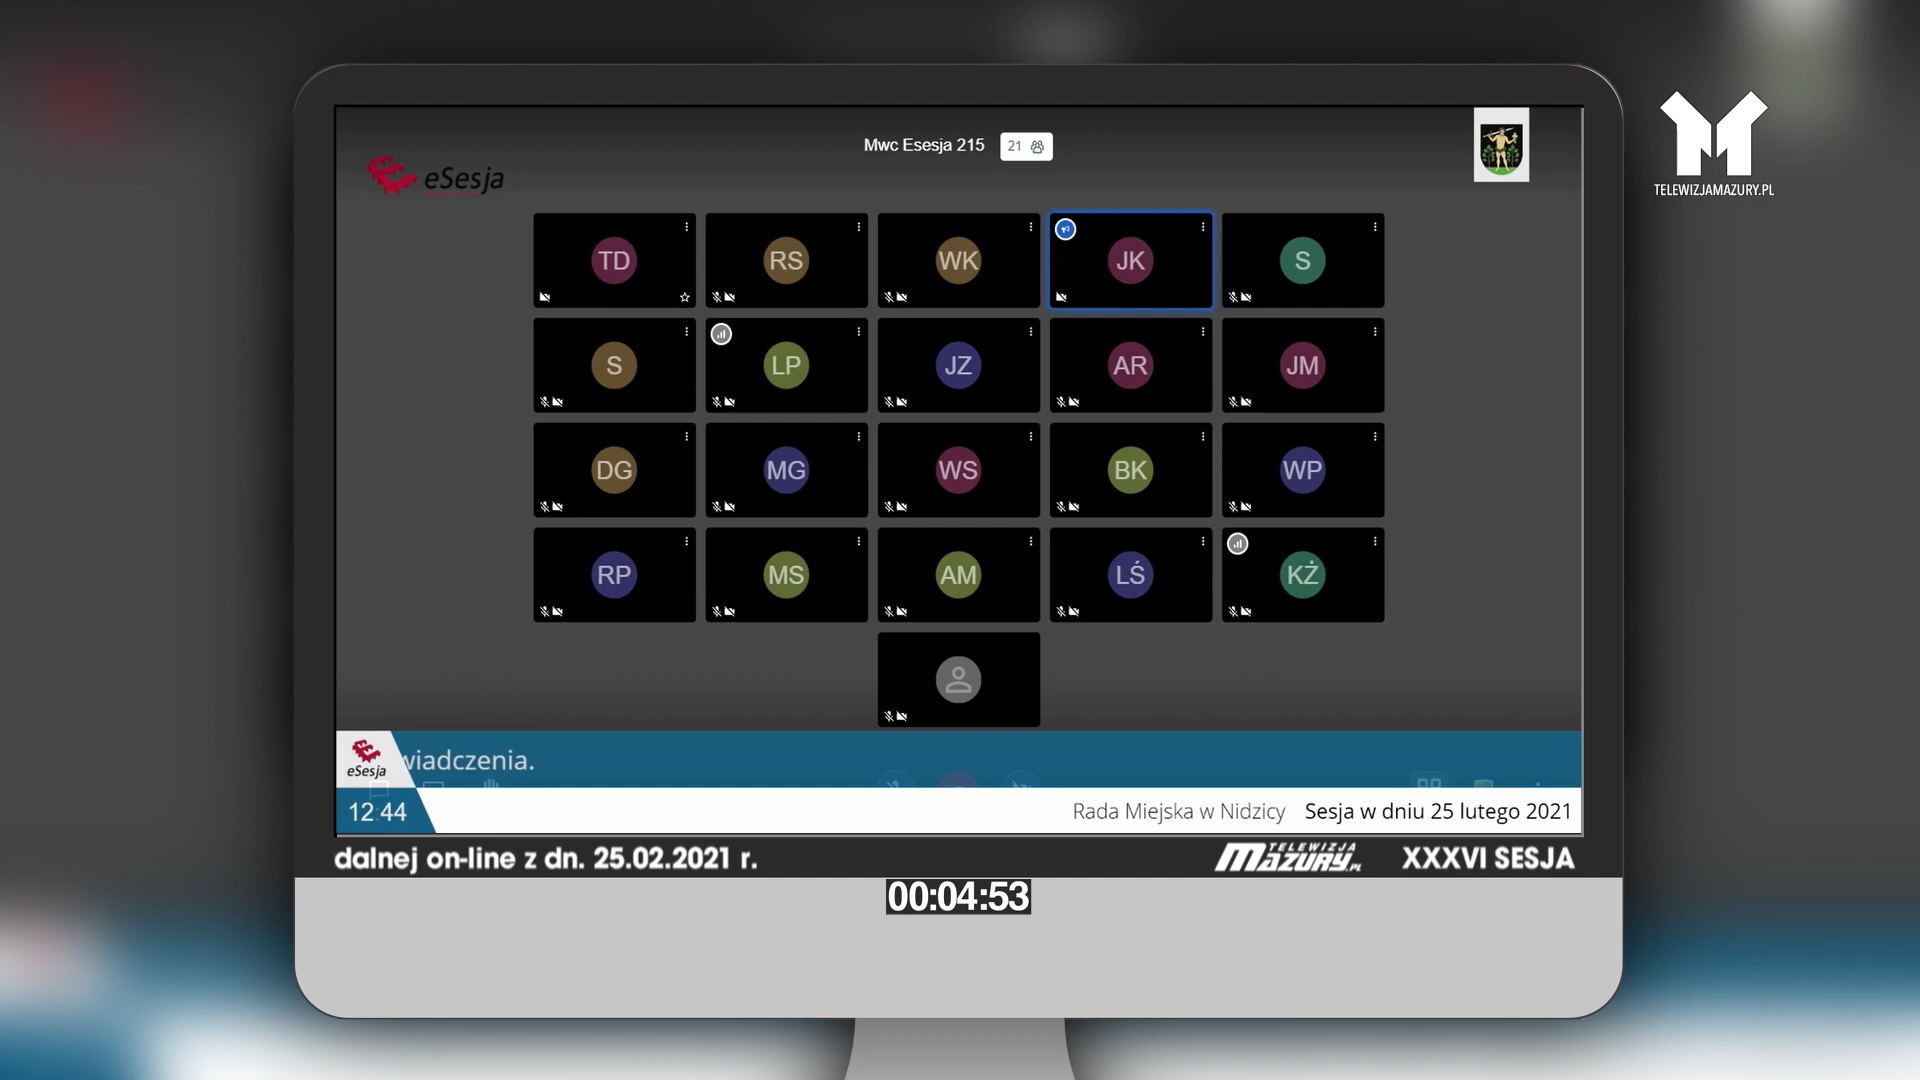 Mwc Esesja 215
21
eSesja
TELEWIZJAMAZURY.PL
TD
RS
WK
JK
S
S
LP
JZ
AR
JM
DG
MG
WS
BK
WP
RP
MS
AM
LŚ
KŻ
wiadczenia.
eSesja
12:44
Rada Miejska w Nidzicy Sesja w dniu 25 lutego 2021
dalnej on-line z dn. 25.02.2021 r.
TELEWIZJA
MAZURY.PL
XXXVI SESJA
00:04:53